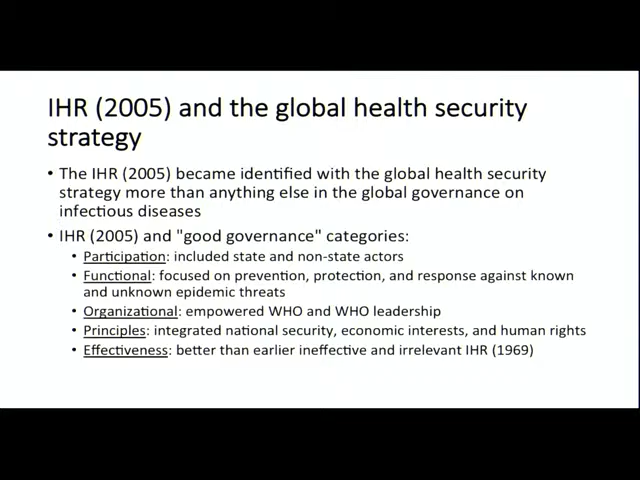 IHR (2005) and the global health security
strategy
• The IHR (2005) became identified with the global health security
strategy more than anything else in the global governance on
infectious diseases
• IHR (2005) and "good governance" categories:
• Participation: included state and non-state actors
• Functional: focused on prevention, protection, and response against known
and unknown epidemic threats
• Organizational: empowered WHO and WHO leadership
• Principles: integrated national security, economic interests, and human rights
• Effectiveness: better than earlier ineffective and irrelevant IHR (1969)